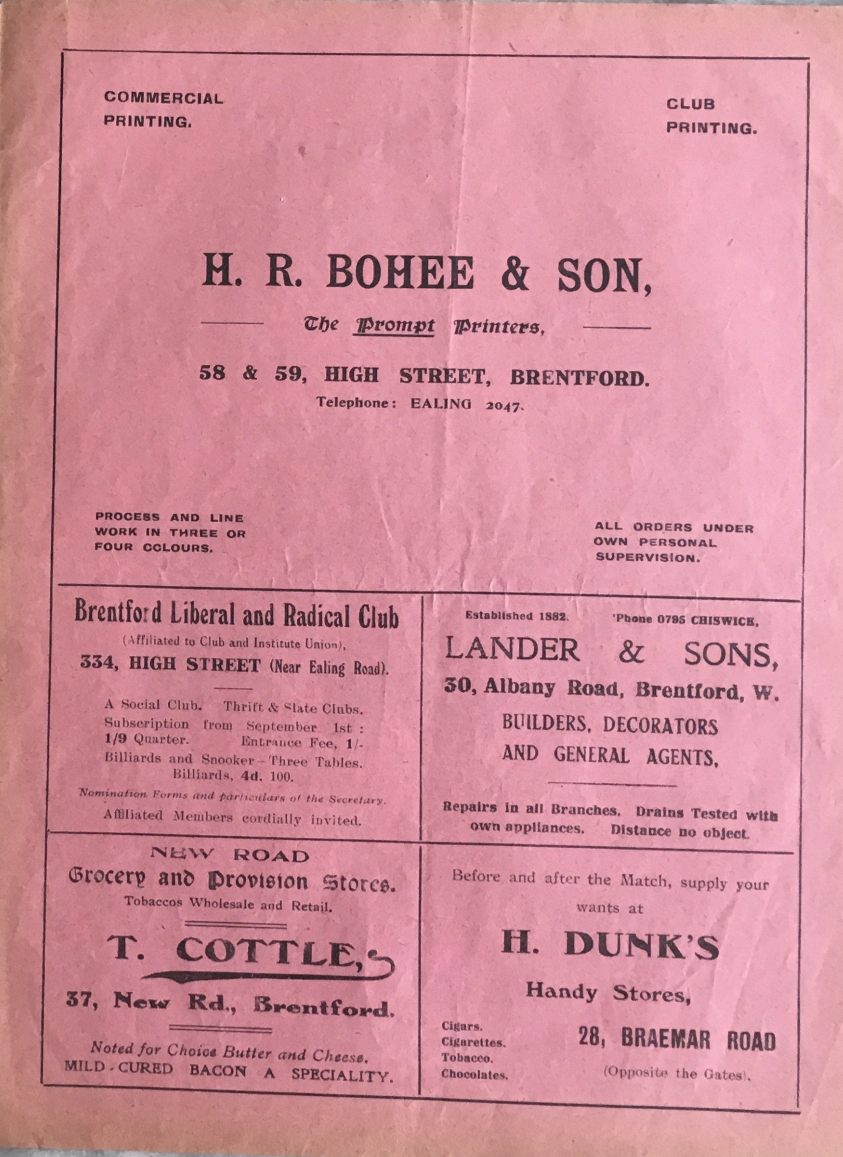 COMMERCIAL
PRINTING.
CLUB
PRINTING.
H. R. BOHEE & SON,
The Prompt Printers,
58 & 59, HIGH STREET, BRENTFORD.
Telephone: EALING 2047.
PROCESS AND LINE
WORK IN THREE OR
FOUR COLOURS.
ALL ORDERS UNDER
OWN PERSONAL
SUPERVISION.
Brentford Liberal and Radical Club
(Affiliated to Club and Institute Union),
334, HIGH STREET (Near Ealing Road).
A Social Club. Thrift & Slate Clubs.
Subscription from September 1st :
1/9 Quarter. Entrance Fee, 1/-
Billiards and Snooker—Three Tables.
Billiards, 4d. 100.
Nomination Forms and particulars of the Secretary.
Affiliated Members cordially invited.
Established 1882. 'Phone 0795 CHISWICK,
LANDER & SONS,
30, Albany Road, Brentford, W.
BUILDERS, DECORATORS
AND GENERAL AGENTS,
Repairs in all Branches. Drains Tested with
own appliances. Distance no object.
NEW ROAD
Grocery and Provision Stores.
Tobaccos Wholesale and Retail.
T. COTTLE,
37, New Rd., Brentford.
Noted for Choice Butter and Cheese.
MILD-CURED BACON A SPECIALITY.
Before and after the Match, supply your
wants at
H. DUNK'S
Handy Stores,
Cigars.
Cigarettes.
Tobacco.
Chocolates.
28, BRAEMAR ROAD
(Opposite the Gates).